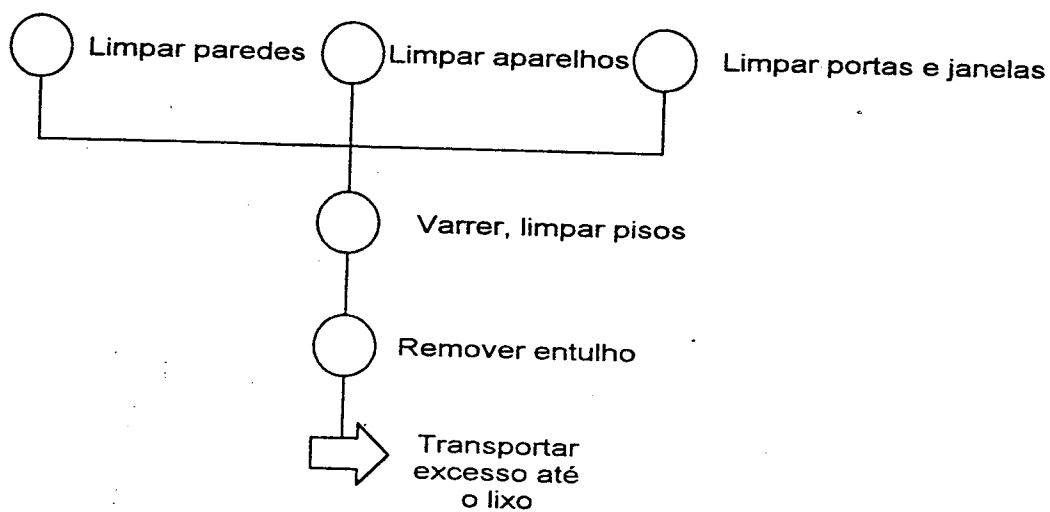 Limpar paredes
Limpar aparelhos
Limpar portas e janelas
Varrer, limpar pisos
Remover entulho
Transportar
excesso até
o lixo